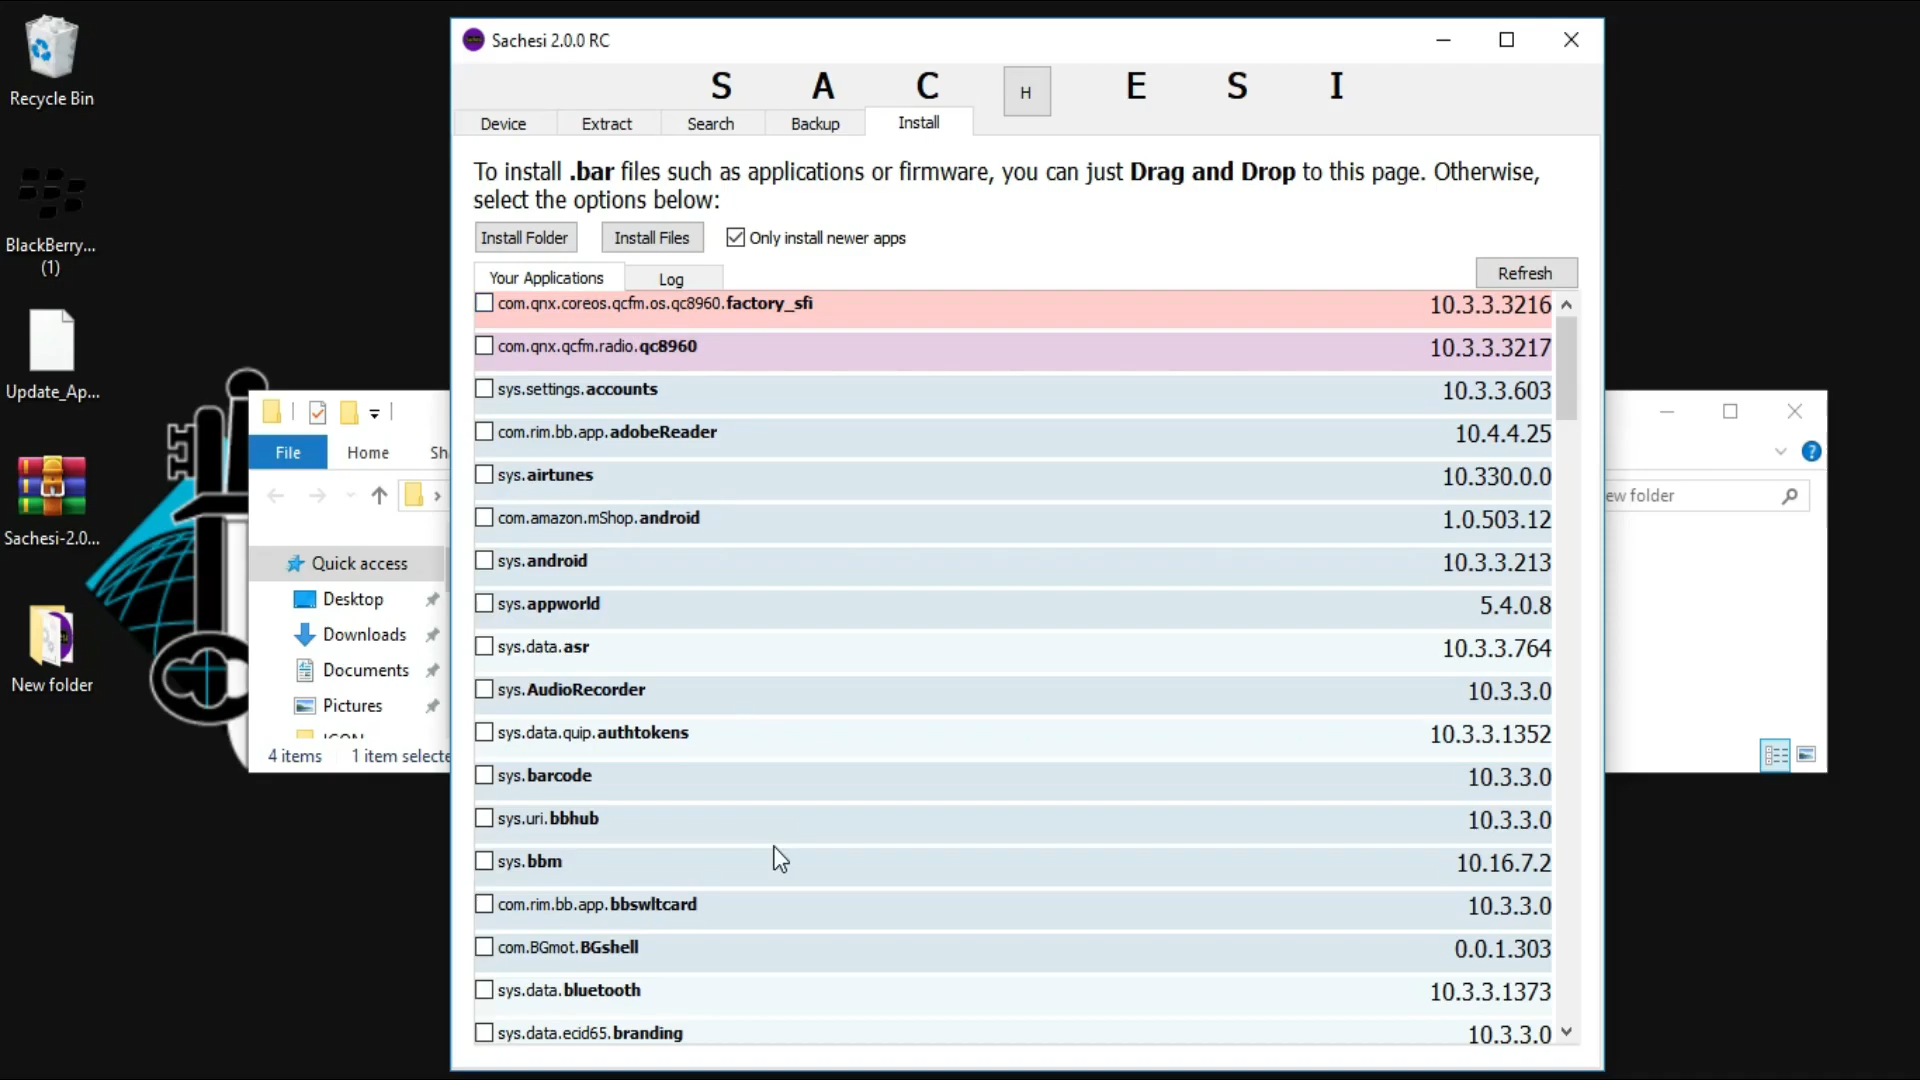 Recycle Bin
BlackBerry...
(1)
Update_Ap...
Sachesi-2.0...
New folder
File
Home
Sh
Quick access
Desktop
Downloads
Documents
Pictures
4 items 1 item selecte
Sachesi 2.0.0 RC
S A C H E S I
Device Extract Search Backup Install
To install .bar files such as applications or firmware, you can just Drag and Drop to this page. Otherwise,
select the options below:
Install Folder Install Files Only install newer apps
Your Applications Log Refresh
com.qnx.coreos.qcfm.os.qc8960.factory_sfi 10.3.3.3216
com.qnx.qcfm.radio.qc8960 10.3.3.3217
sys.settings.accounts 10.3.3.603
com.rim.bb.app.adobeReader 10.4.4.25
sys.airtunes 10.330.0.0
com.amazon.mShop.android 1.0.503.12
sys.android 10.3.3.213
sys.appworld 5.4.0.8
sys.data.asr 10.3.3.764
sys.AudioRecorder 10.3.3.0
sys.data.quip.authtokens 10.3.3.1352
sys.barcode 10.3.3.0
sys.uri.bbhub 10.3.3.0
sys.bbm 10.16.7.2
com.rim.bb.app.bbswltcard 10.3.3.0
com.BGmot.BGshell 0.0.1.303
sys.data.bluetooth 10.3.3.1373
sys.data.ecid65.branding 10.3.3.0
ew folder